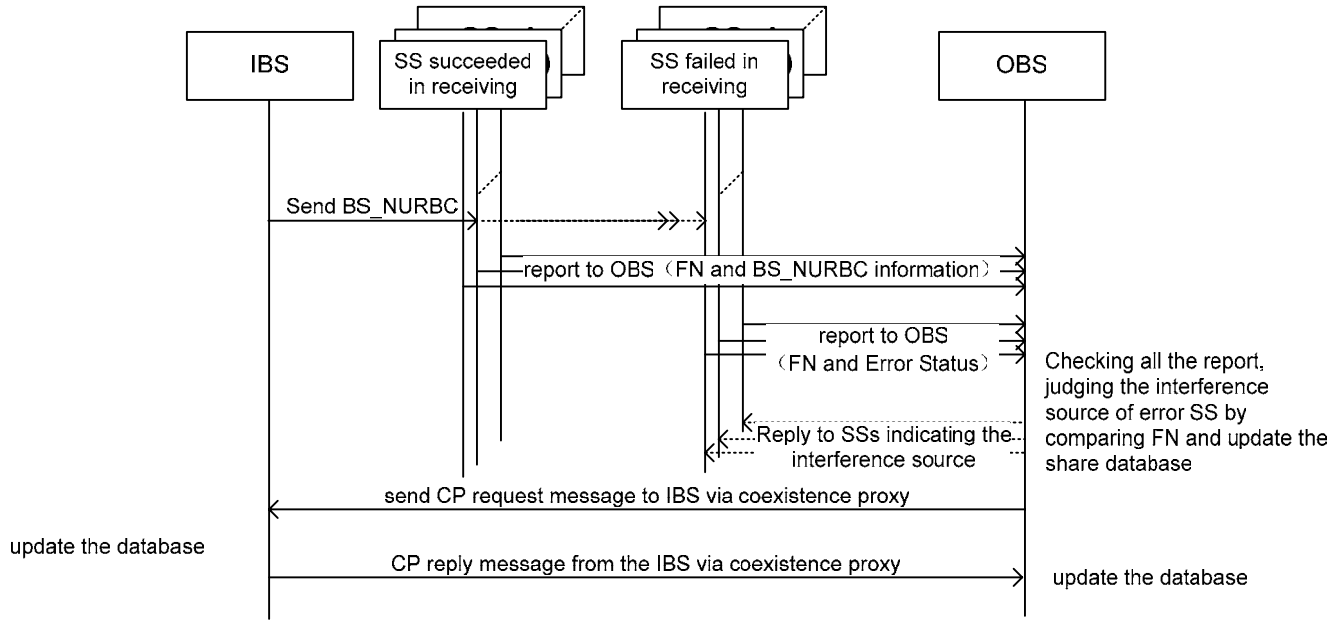 IBS
SS succeeded
in receiving
SS failed in
receiving
OBS
Send BS_NURBC
report to OBS（FN and BS_NURBC information）
report to OBS
（FN and Error Status）
Checking all the report,
judging the interference
source of error SS by
comparing FN and update the
share database
Reply to SSs indicating the
interference source
send CP request message to IBS via coexistence proxy
update the database
CP reply message from the IBS via coexistence proxy
update the database